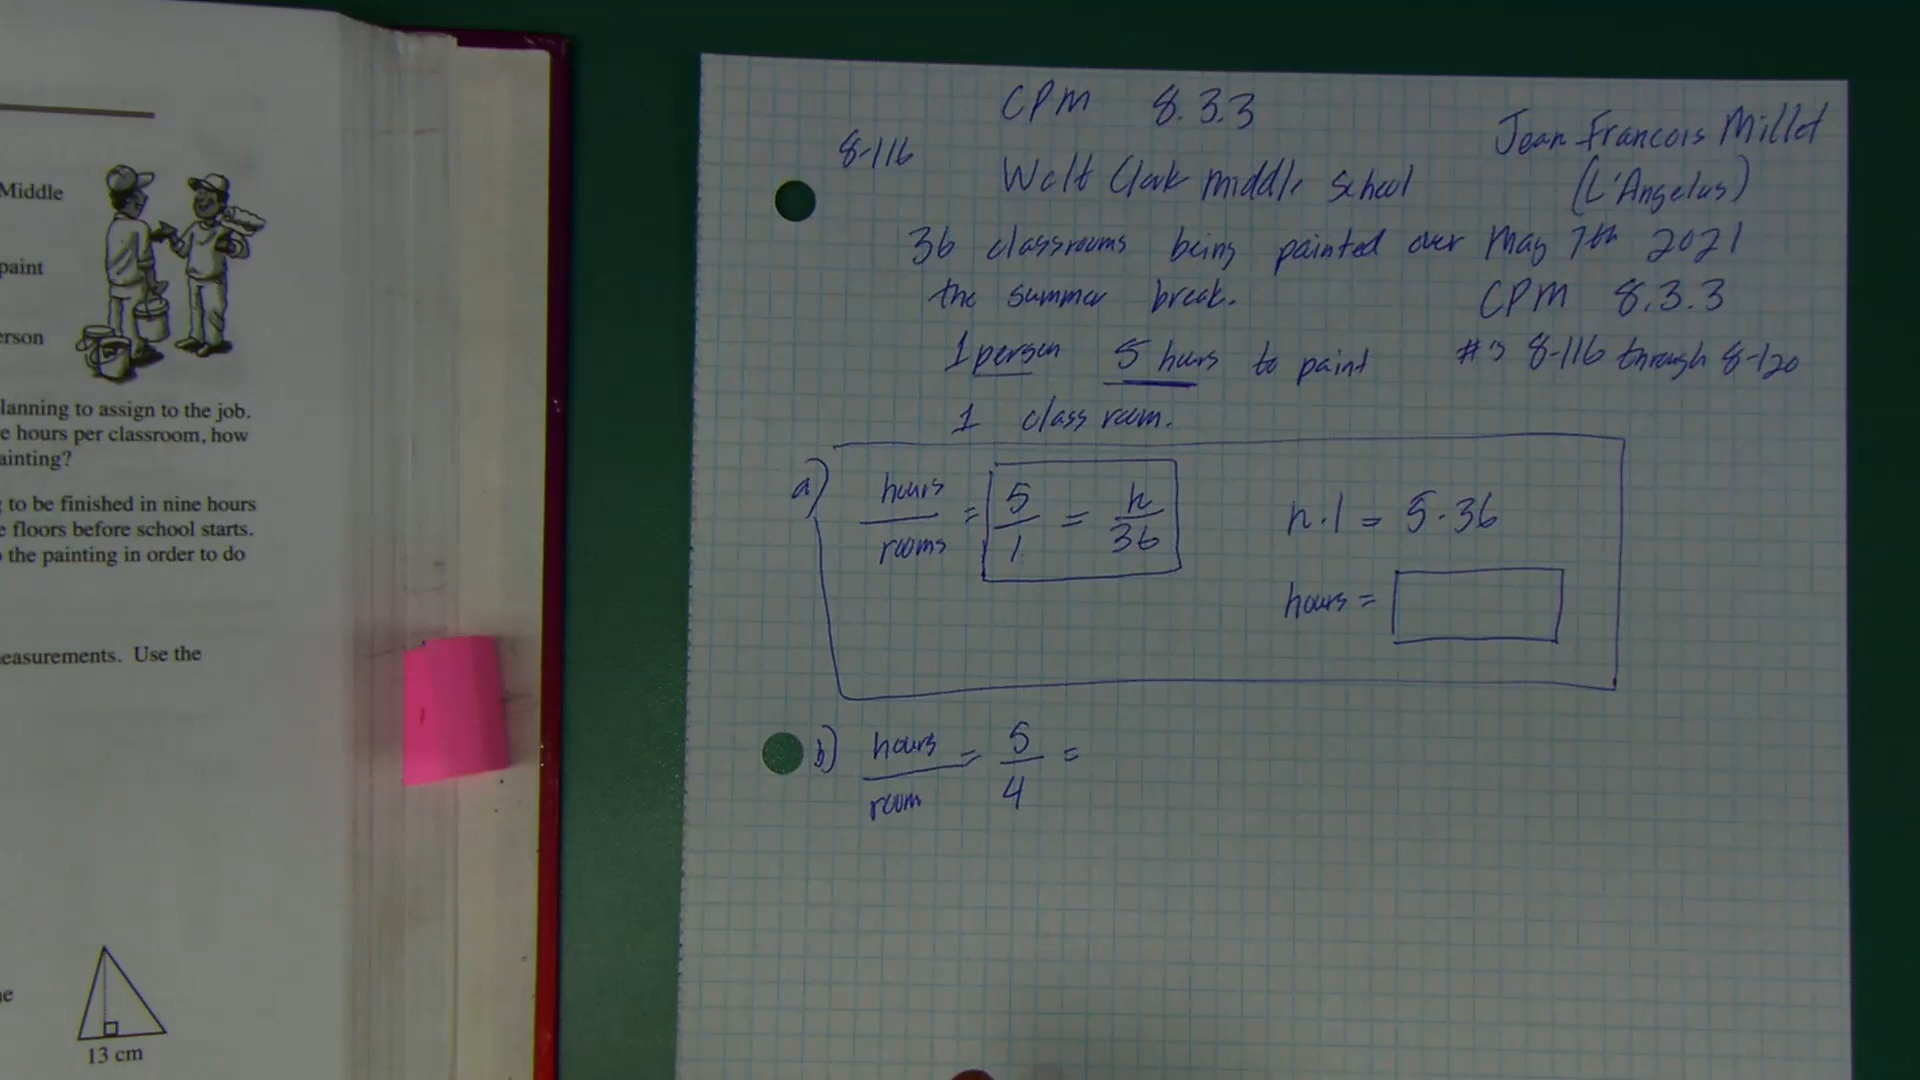 Middle
paint
erson
lanning to assign to the job.
e hours per classroom, how
ainting?
to be finished in nine hours
e floors before school starts.
the painting in order to do
easurements. Use the
e
13 cm
CPM 8.3.3
Jean-Francois Millet
8-116
Walt Clark Middle School
(L'Angelus)
36 classrooms being painted over
May 7th 2021
the summer break.
CPM 8.3.3
1 person 5 hours to paint
#'s 8-116 through 8-120
1 class room.
a) hours/rooms = 5/1 = h/36
h·1 = 5·36
hours =
b) hours/room = 5/4 =